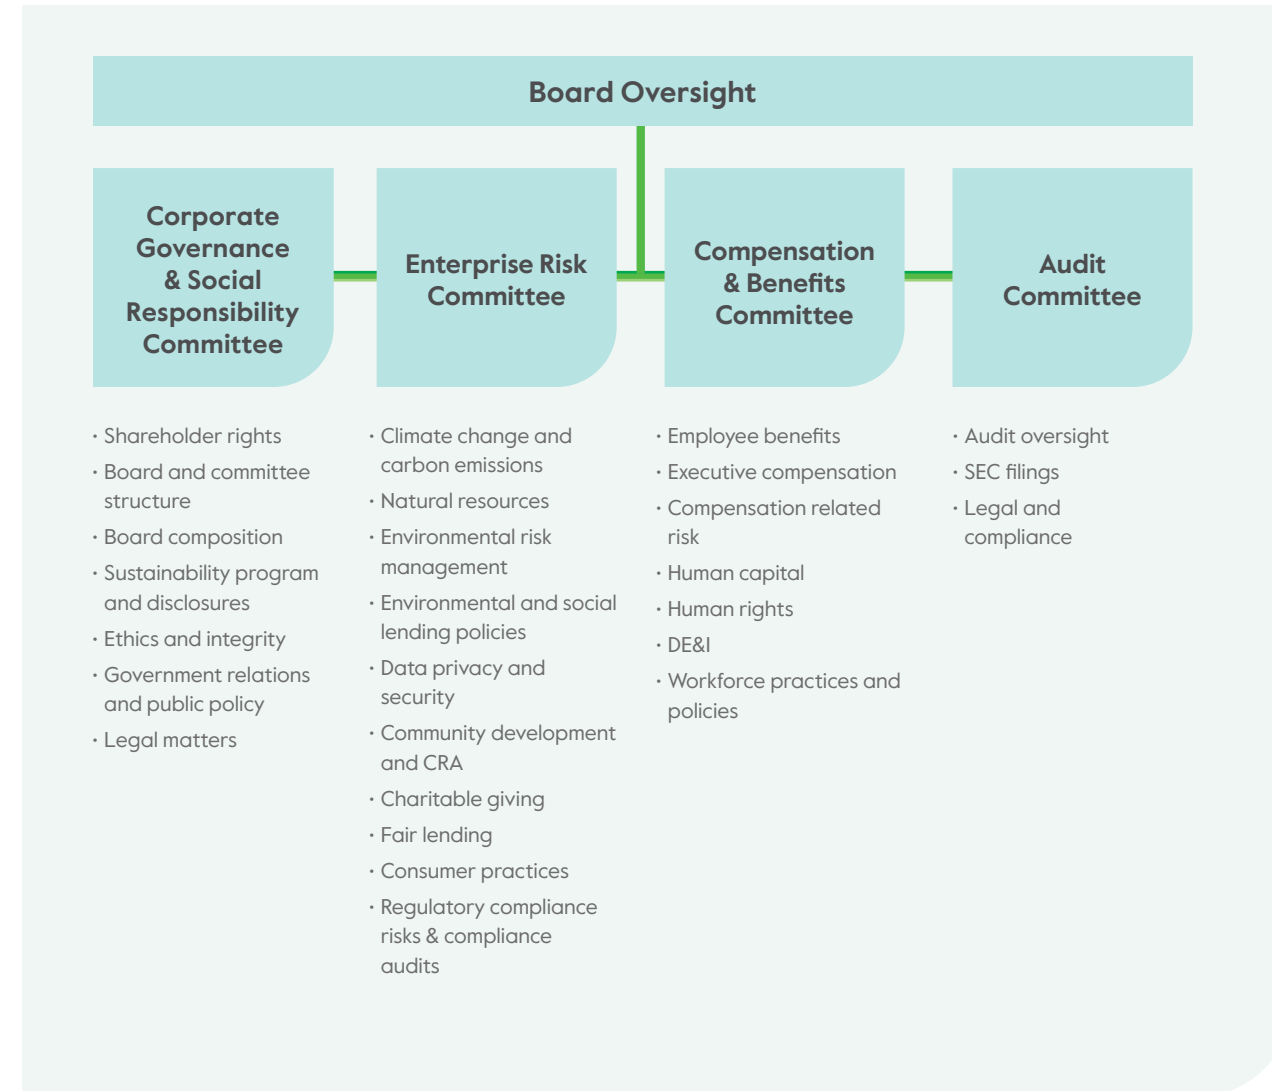 Board Oversight
Corporate
Governance
& Social
Responsibility
Committee
· Shareholder rights
· Board and committee
structure
· Board composition
· Sustainability program
and disclosures
· Ethics and integrity
· Government relations
and public policy
· Legal matters
Enterprise Risk
Committee
· Climate change and
carbon emissions
· Natural resources
· Environmental risk
management
· Environmental and social
lending policies
· Data privacy and
security
· Community development
and CRA
· Charitable giving
· Fair lending
· Consumer practices
· Regulatory compliance
risks & compliance
audits
Compensation
& Benefits
Committee
· Employee benefits
· Executive compensation
· Compensation related
risk
· Human capital
· Human rights
· DE&I
· Workforce practices and
policies
Audit
Committee
· Audit oversight
· SEC filings
· Legal and
compliance